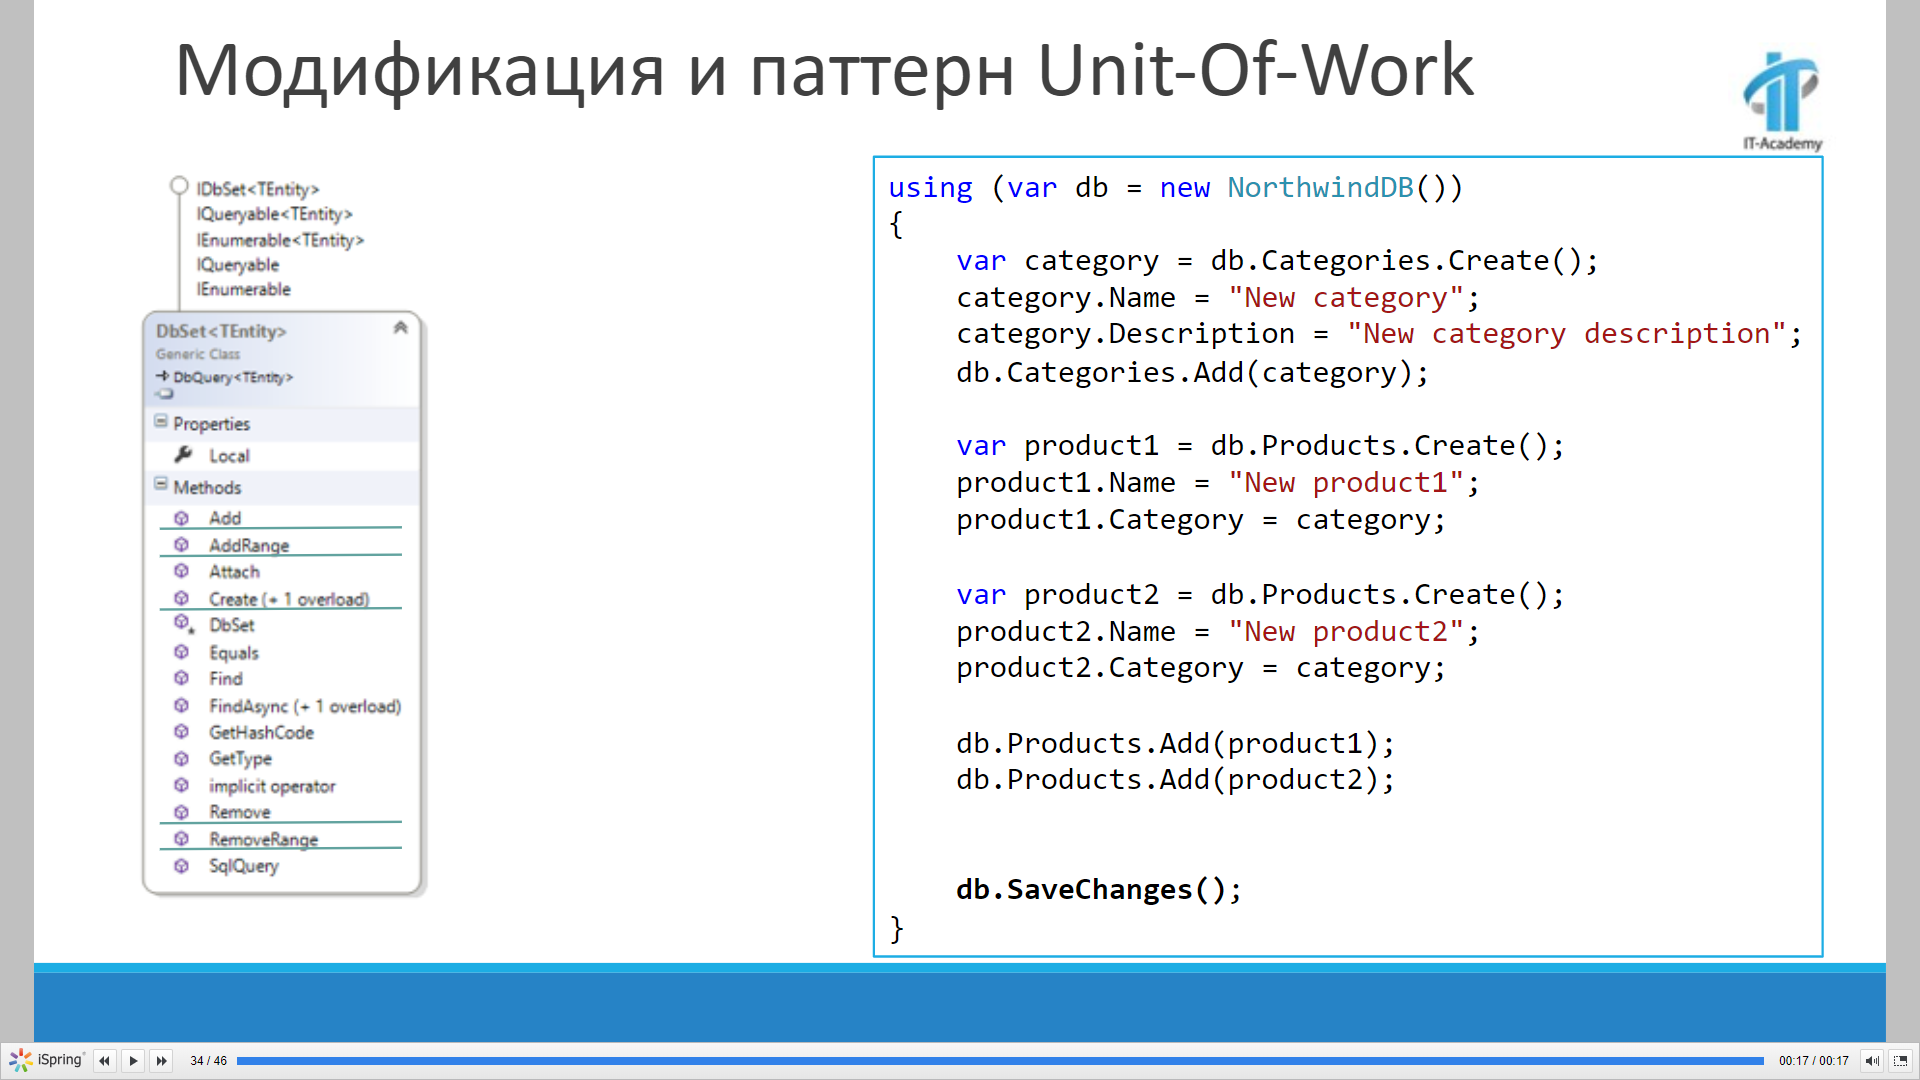 Модификация и паттерн Unit-Of-Work
IT-Academy
IDbSet<TEntity>
IQueryable<TEntity>
IEnumerable<TEntity>
IQueryable
IEnumerable
DbSet<TEntity>
Generic Class
DbQuery<TEntity>
Properties
Local
Methods
Add
AddRange
Attach
Create (+ 1 overload)
DbSet
Equals
Find
FindAsync (+ 1 overload)
GetHashCode
GetType
implicit operator
Remove
RemoveRange
SqlQuery
using (var db = new NorthwindDB())
{
    var category = db.Categories.Create();
    category.Name = "New category";
    category.Description = "New category description";
    db.Categories.Add(category);
    var product1 = db.Products.Create();
    product1.Name = "New product1";
    product1.Category = category;
    var product2 = db.Products.Create();
    product2.Name = "New product2";
    product2.Category = category;
    db.Products.Add(product1);
    db.Products.Add(product2);
    db.SaveChanges();
}
iSpring
34 / 46
00:17 / 00:17